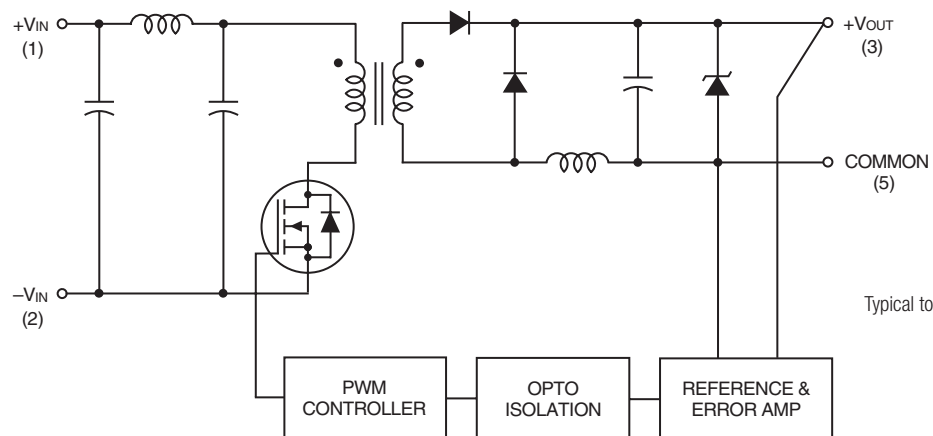 +VIN
(1)
+VOUT
(3)
COMMON
(5)
–VIN
(2)
Typical to
PWM
CONTROLLER
OPTO
ISOLATION
REFERENCE &
ERROR AMP